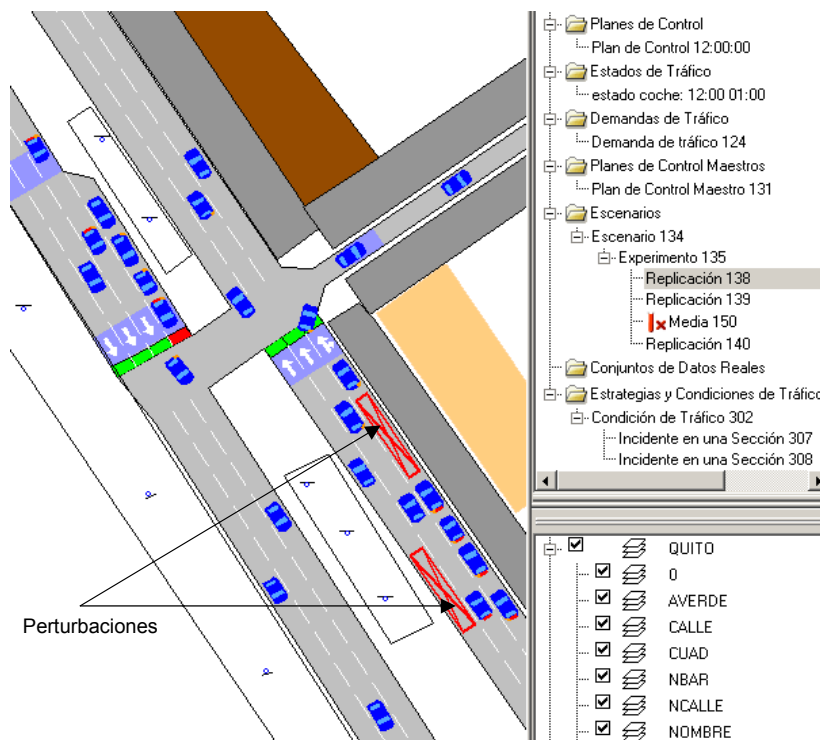 Planes de Control
Plan de Control 12:00:00
Estados de Tráfico
estado coche: 12:00 01:00
Demandas de Tráfico
Demanda de tráfico 124
Planes de Control Maestros
Plan de Control Maestro 131
Escenarios
Escenario 134
Experimento 135
Replicación 138
Replicación 139
Media 150
Replicación 140
Conjuntos de Datos Reales
Estrategias y Condiciones de Tráfico
Condición de Tráfico 302
Incidente en una Sección 307
Incidente en una Sección 308
Perturbaciones
QUITO
0
AVERDE
CALLE
CUAD
NBAR
NCALLE
NOMBRE